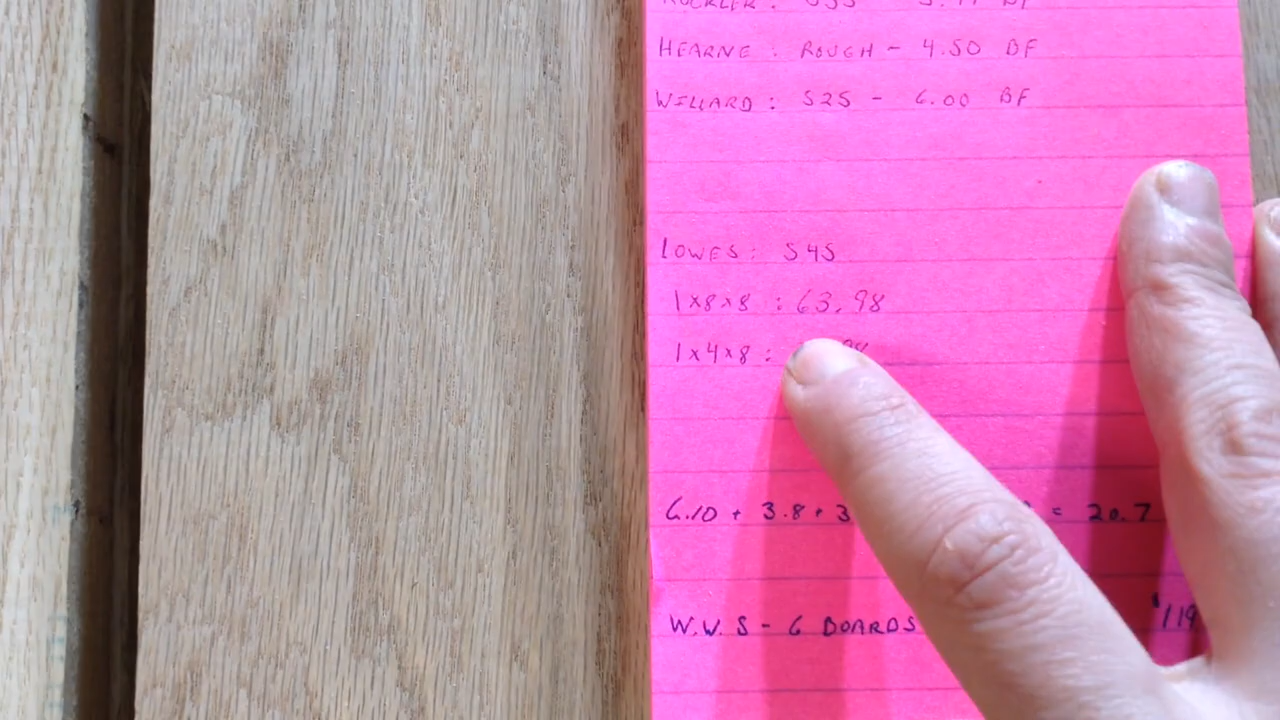 HEARNE: ROUGH - 4.50 BF
WILLARD: S2S - 6.00 BF
LOWES: S4S
1x8x8: 63.98
1x4x8:
6.10 + 3.8 + 3 = 20.7
W.W.S - 6 BOARDS $119